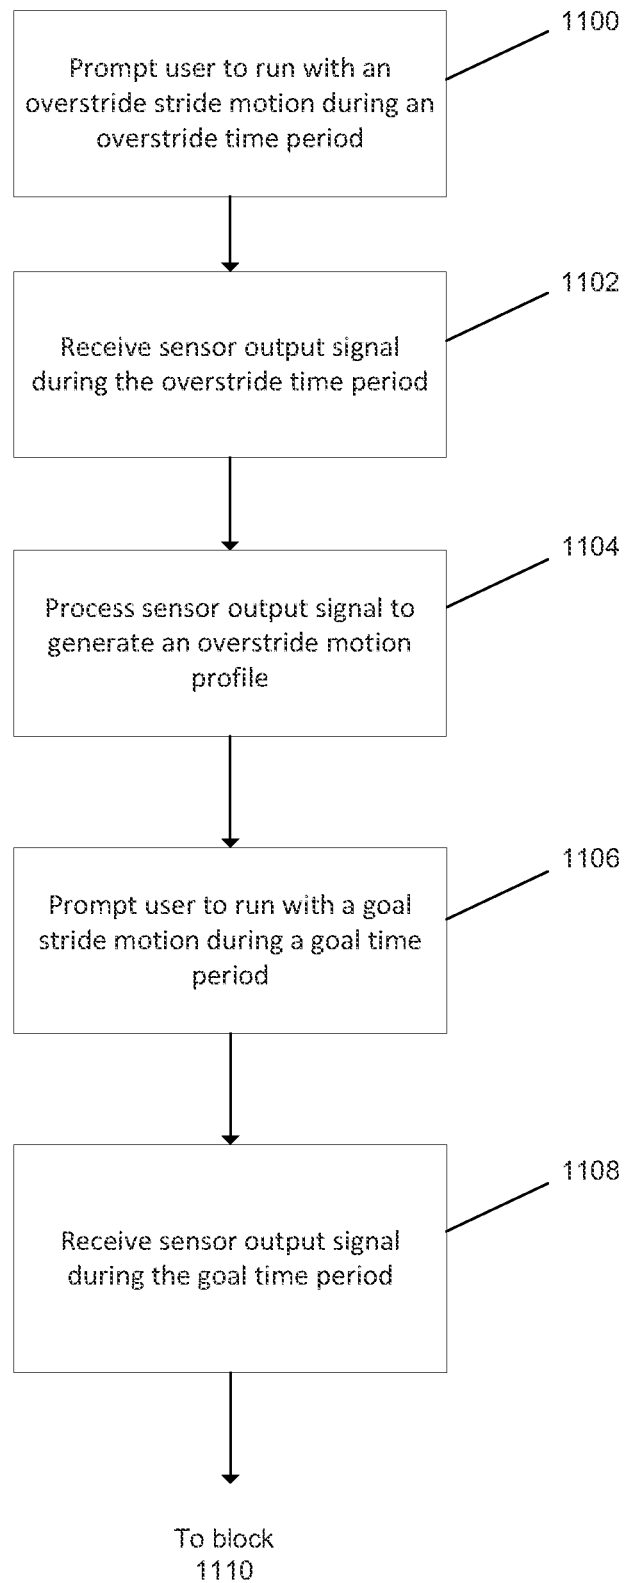 1100
Prompt user to run with an
overstride stride motion during an
overstride time period
1102
Receive sensor output signal
during the overstride time period
1104
Process sensor output signal to
generate an overstride motion
profile
1106
Prompt user to run with a goal
stride motion during a goal time
period
1108
Receive sensor output signal
during the goal time period
To block
1110